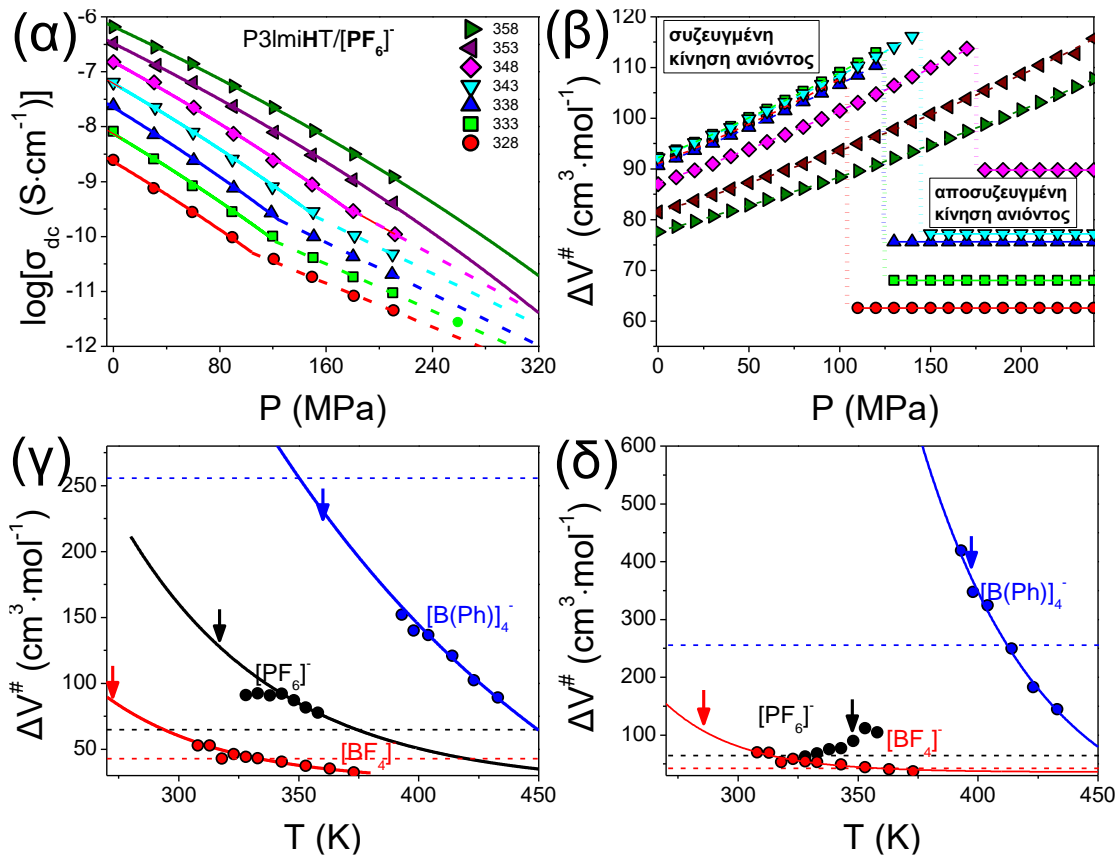 (α)
P3ImiHT/[PF6]-
358
353
348
343
338
333
328
-6
-7
-8
-9
-10
-11
-12
log[σdc (S·cm-1)]
0
80
160
240
320
P (MPa)
(β)
συζευγμένη
κίνηση ανιόντος
αποσυζευγμένη
κίνηση ανιόντος
120
110
100
90
80
70
60
ΔV# (cm3·mol-1)
0
50
100
150
200
P (MPa)
(γ)
250
200
150
100
50
ΔV# (cm3·mol-1)
[B(Ph)]4-
[PF6]-
[BF4]-
300
350
400
450
T (K)
(δ)
600
500
400
300
200
100
ΔV# (cm3·mol-1)
[B(Ph)]4-
[PF6]-
[BF4]-
300
350
400
450
T (K)